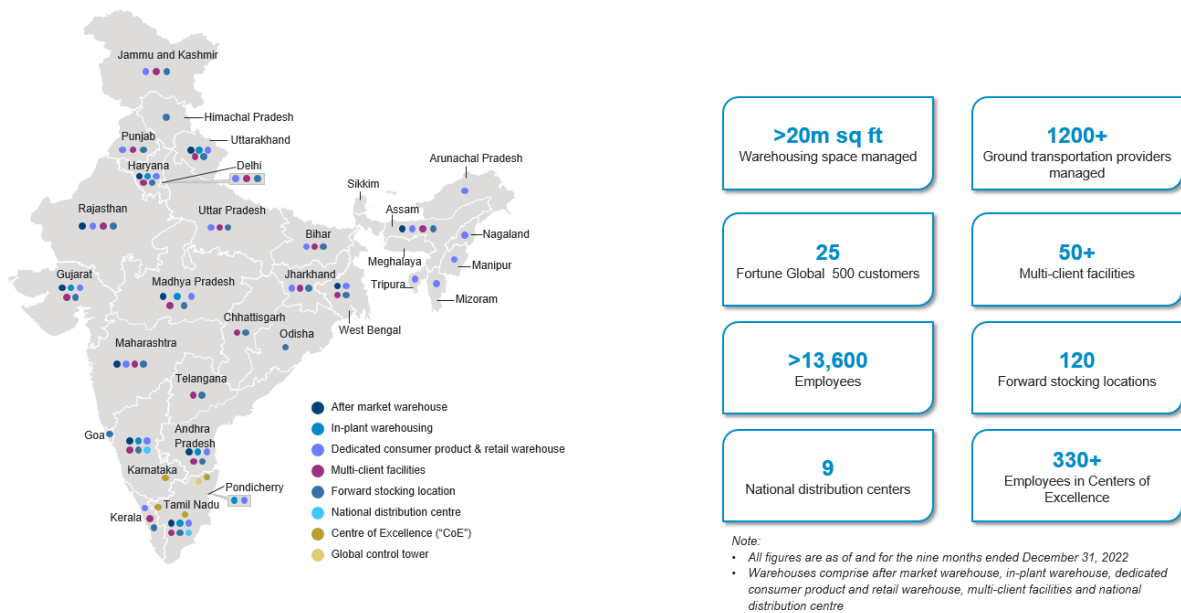 Jammu and Kashmir
Himachal Pradesh
Punjab
Uttarakhand
Haryana
Delhi
Arunachal Pradesh
Sikkim
Rajasthan
Uttar Pradesh
Assam
Bihar
Nagaland
Meghalaya
Manipur
Gujarat
Madhya Pradesh
Jharkhand
Tripura
Mizoram
Chhattisgarh
West Bengal
Odisha
Maharashtra
Telangana
Goa
Andhra
Pradesh
Karnataka
Pondicherry
Tamil Nadu
Kerala
After market warehouse
In-plant warehousing
Dedicated consumer product & retail warehouse
Multi-client facilities
Forward stocking location
National distribution centre
Centre of Excellence (“CoE”)
Global control tower
>20m sq ft
Warehousing space managed
1200+
Ground transportation providers
managed
25
Fortune Global 500 customers
50+
Multi-client facilities
>13,600
Employees
120
Forward stocking locations
9
National distribution centers
330+
Employees in Centers of
Excellence
Note:
• All figures are as of and for the nine months ended December 31, 2022
• Warehouses comprise after market warehouse, in-plant warehouse, dedicated
consumer product and retail warehouse, multi-client facilities and national
distribution centre